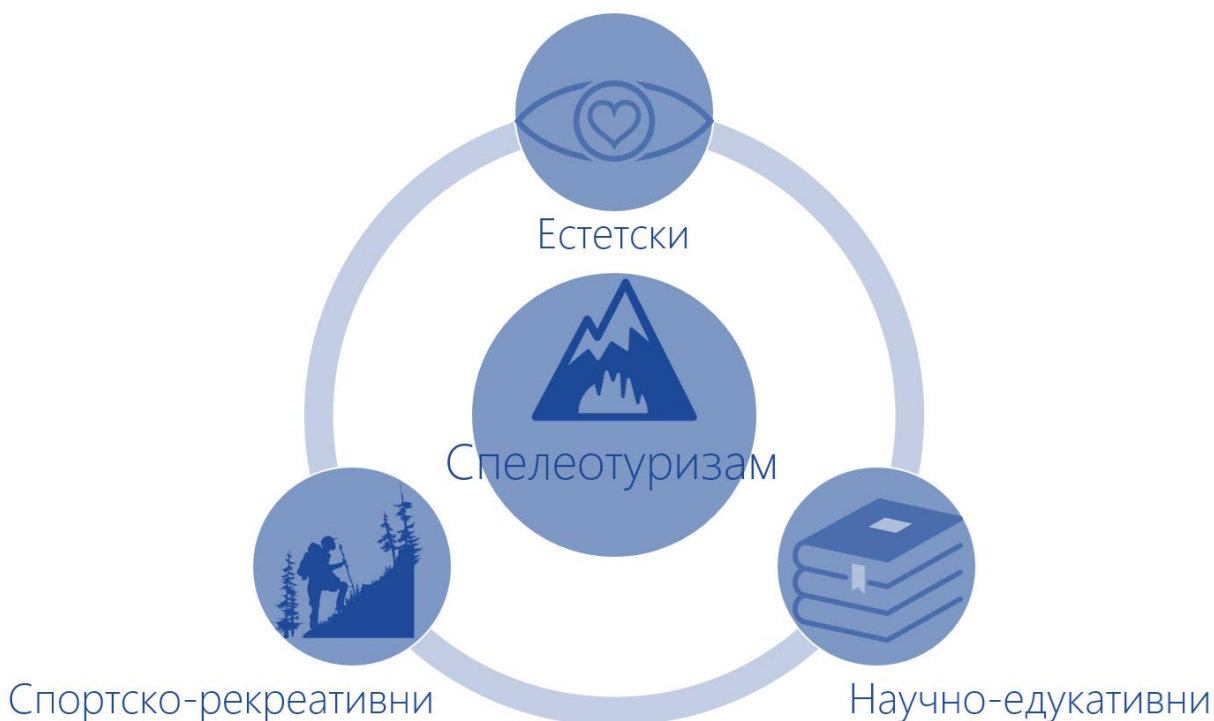 Естетски
Спелеотуризам
Спортско-рекреативни
Научно-едукативни